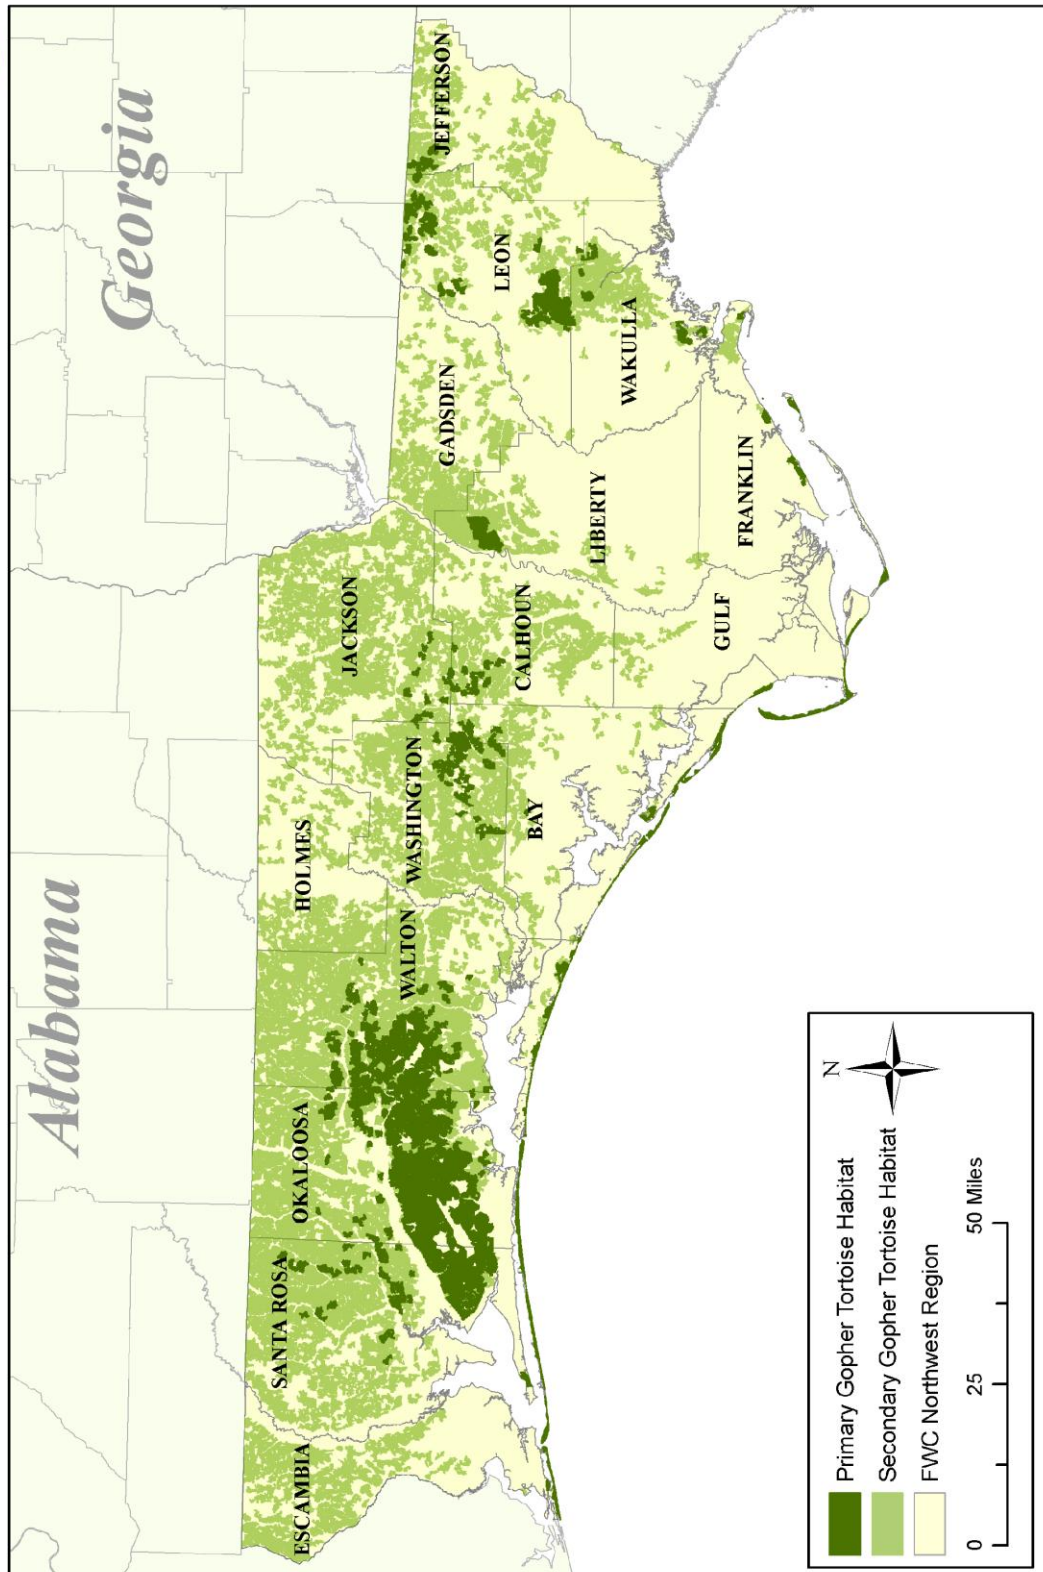 Alabama
Georgia
ESCAMBIA
SANTA ROSA
OKALOOSA
WALTON
HOLMES
WASHINGTON
BAY
JACKSON
CALHOUN
GULF
GADSDEN
LIBERTY
FRANKLIN
LEON
WAKULLA
JEFFERSON
Primary Gopher Tortoise Habitat
Secondary Gopher Tortoise Habitat
FWC Northwest Region
N
0 25 50 Miles